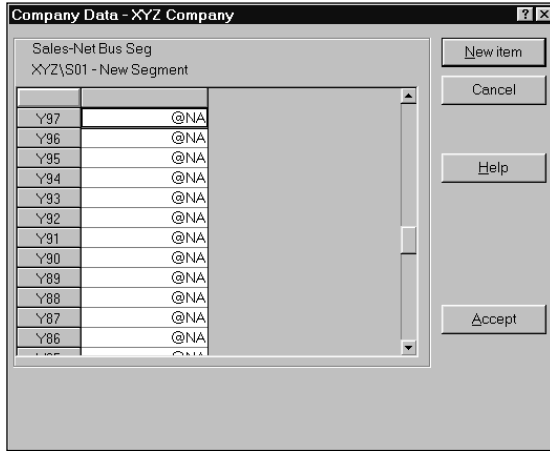 Company Data - XYZ Company
? X
Sales-Net Bus Seg
XYZ\S01 - New Segment
New item
Cancel
Help
Accept
Y97 @NA
Y96 @NA
Y95 @NA
Y94 @NA
Y93 @NA
Y92 @NA
Y91 @NA
Y90 @NA
Y89 @NA
Y88 @NA
Y87 @NA
Y86 @NA